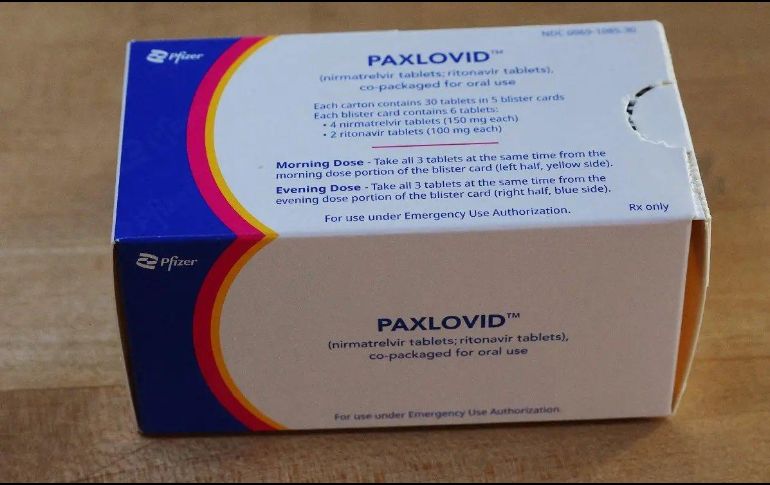 Pfizer
NDC 0069-1085-30
PAXLOVID™
(nirmatrelvir tablets; ritonavir tablets),
co-packaged for oral use
Each carton contains 30 tablets in 5 blister cards
Each blister card contains 6 tablets:
• 4 nirmatrelvir tablets (150 mg each)
• 2 ritonavir tablets (100 mg each)
Morning Dose - Take all 3 tablets at the same time from the
morning dose portion of the blister card (left half, yellow side).
Evening Dose - Take all 3 tablets at the same time from the
evening dose portion of the blister card (right half, blue side).
For use under Emergency Use Authorization.
Rx only
Pfizer
PAXLOVID™
(nirmatrelvir tablets; ritonavir tablets),
co-packaged for oral use
For use under Emergency Use Authorization.